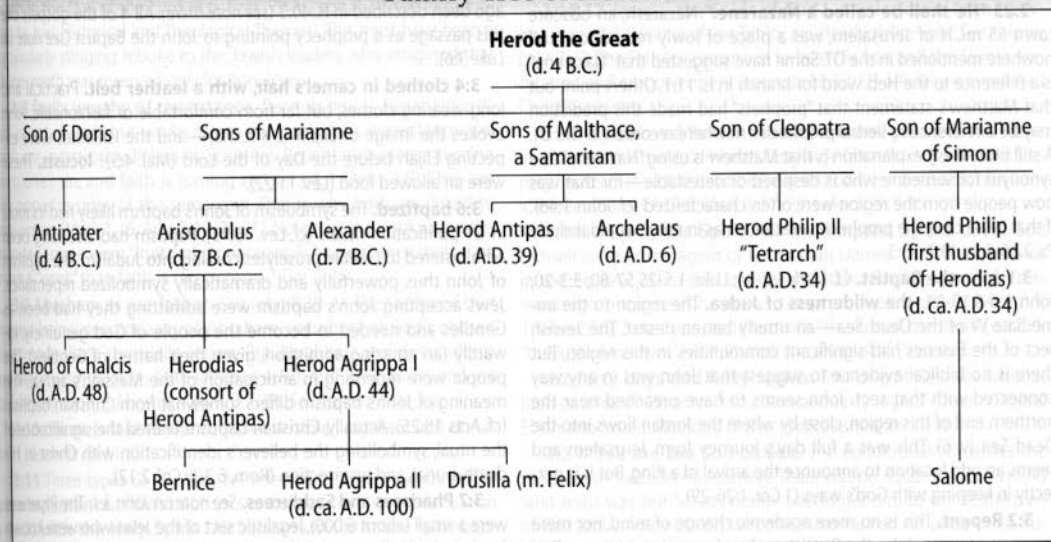 Herod the Great
(d. 4 B.C.)
Son of Doris
Sons of Mariamne
Sons of Malthace,
a Samaritan
Son of Cleopatra
Son of Mariamne
of Simon
Antipater
(d. 4 B.C.)
Aristobulus
(d. 7 B.C.)
Alexander
(d. 7 B.C.)
Herod Antipas
(d. A.D. 39)
Archelaus
(d. A.D. 6)
Herod Philip II
"Tetrarch"
(d. A.D. 34)
Herod Philip I
(first husband
of Herodias)
(d. ca. A.D. 34)
Herod of Chalcis
(d. A.D. 48)
Herodias
(consort of
Herod Antipas)
Herod Agrippa I
(d. A.D. 44)
Bernice
Herod Agrippa II
(d. ca. A.D. 100)
Drusilla (m. Felix)
Salome